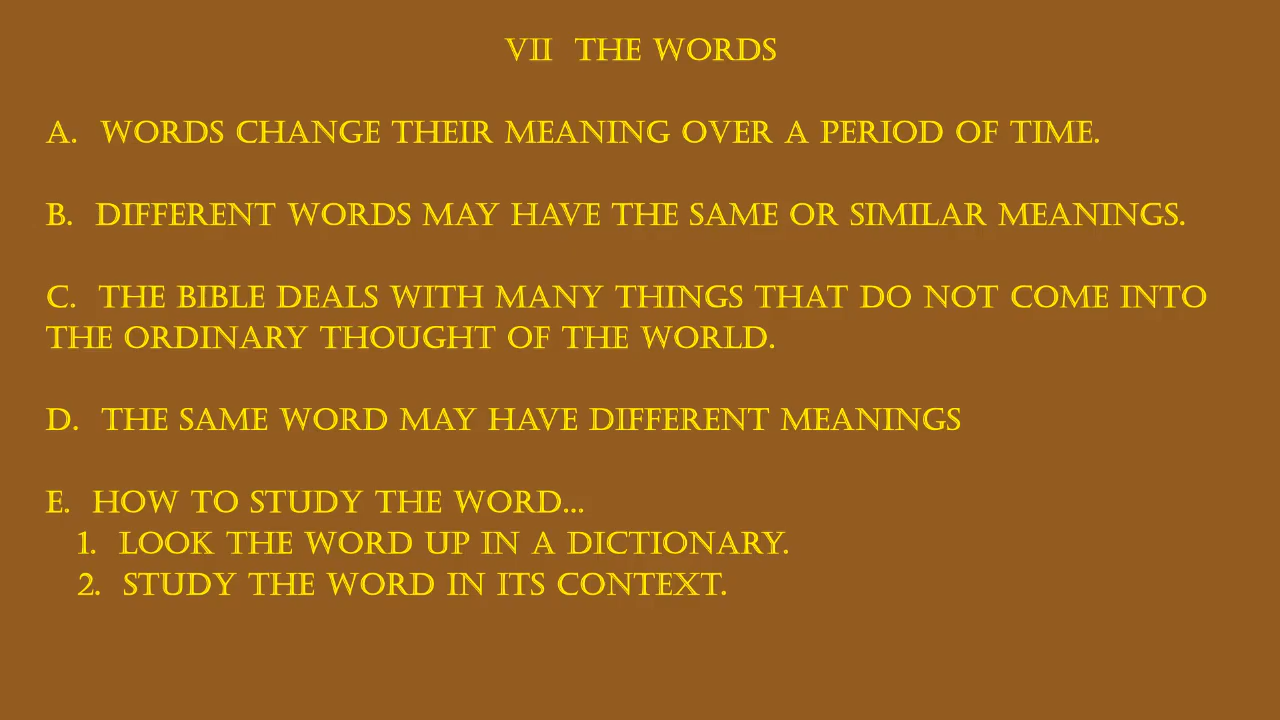 VII THE WORDS
A. WORDS CHANGE THEIR MEANING OVER A PERIOD OF TIME.
B. DIFFERENT WORDS MAY HAVE THE SAME OR SIMILAR MEANINGS.
C. THE BIBLE DEALS WITH MANY THINGS THAT DO NOT COME INTO
THE ORDINARY THOUGHT OF THE WORLD.
D. THE SAME WORD MAY HAVE DIFFERENT MEANINGS
E. HOW TO STUDY THE WORD...
1. LOOK THE WORD UP IN A DICTIONARY.
2. STUDY THE WORD IN ITS CONTEXT.